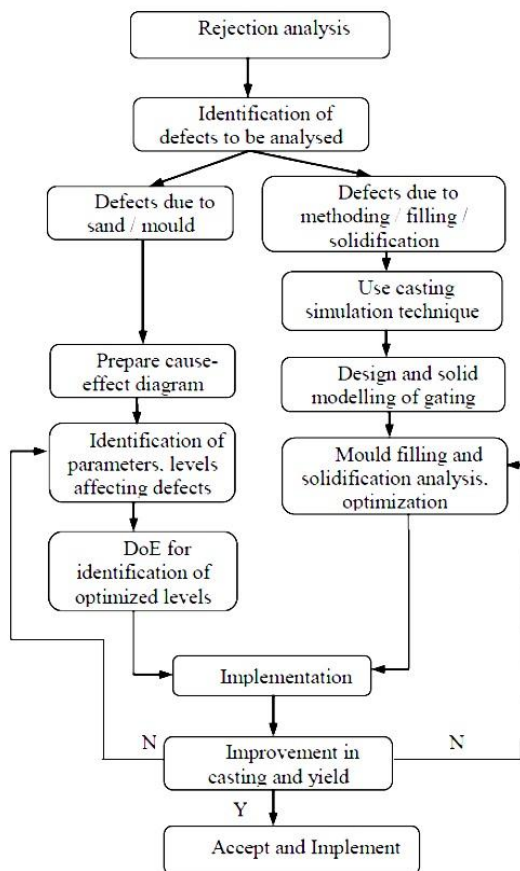 Rejection analysis
Identification of
defects to be analysed
Defects due to
sand / mould
Defects due to
methoding / filling /
solidification
Use casting
simulation technique
Prepare cause-
effect diagram
Design and solid
modelling of gating
Identification of
parameters. levels
affecting defects
Mould filling and
solidification analysis.
optimization
DoE for
identification of
optimized levels
Implementation
N
Improvement in
casting and yield
N
Y
Accept and Implement